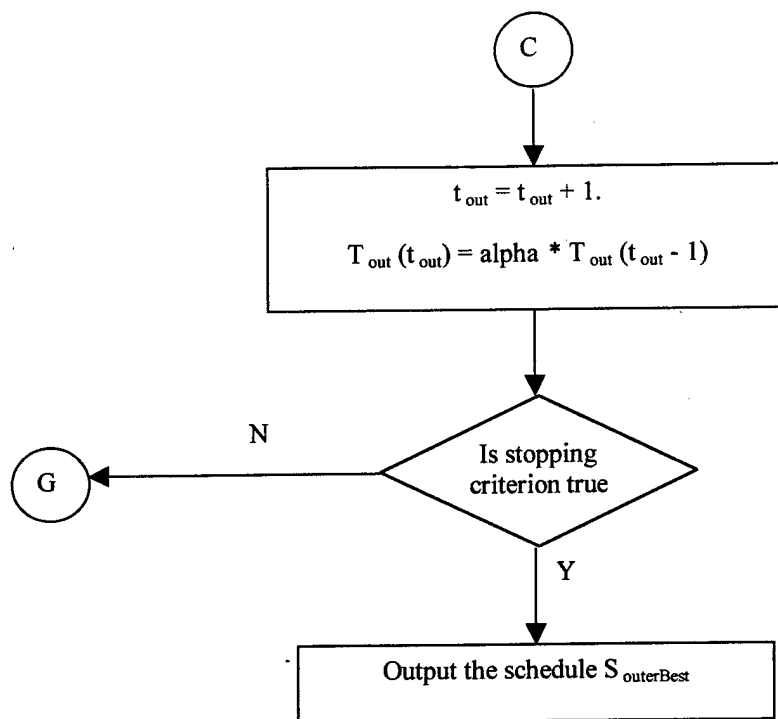 C
t out = t out + 1.
T out (t out) = alpha * T out (t out - 1)
N
Is stopping
criterion true
G
Y
Output the schedule S outerBest